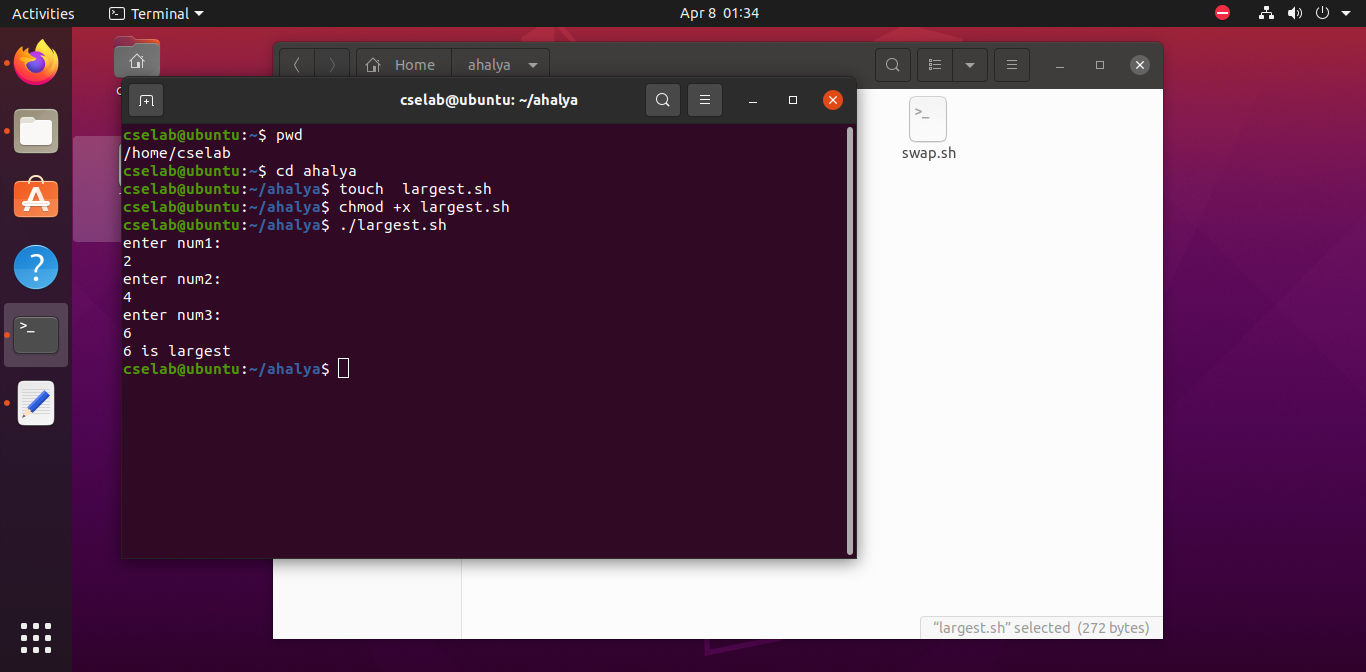 Activities
Terminal
Apr 8 01:34
Home
ahalya
cselab@ubuntu: ~/ahalya
swap.sh
cselab@ubuntu:~$ pwd
/home/cselab
cselab@ubuntu:~$ cd ahalya
cselab@ubuntu:~/ahalya$ touch  largest.sh
cselab@ubuntu:~/ahalya$ chmod +x largest.sh
cselab@ubuntu:~/ahalya$ ./largest.sh
enter num1:
2
enter num2:
4
enter num3:
6
6 is largest
cselab@ubuntu:~/ahalya$
“largest.sh” selected (272 bytes)